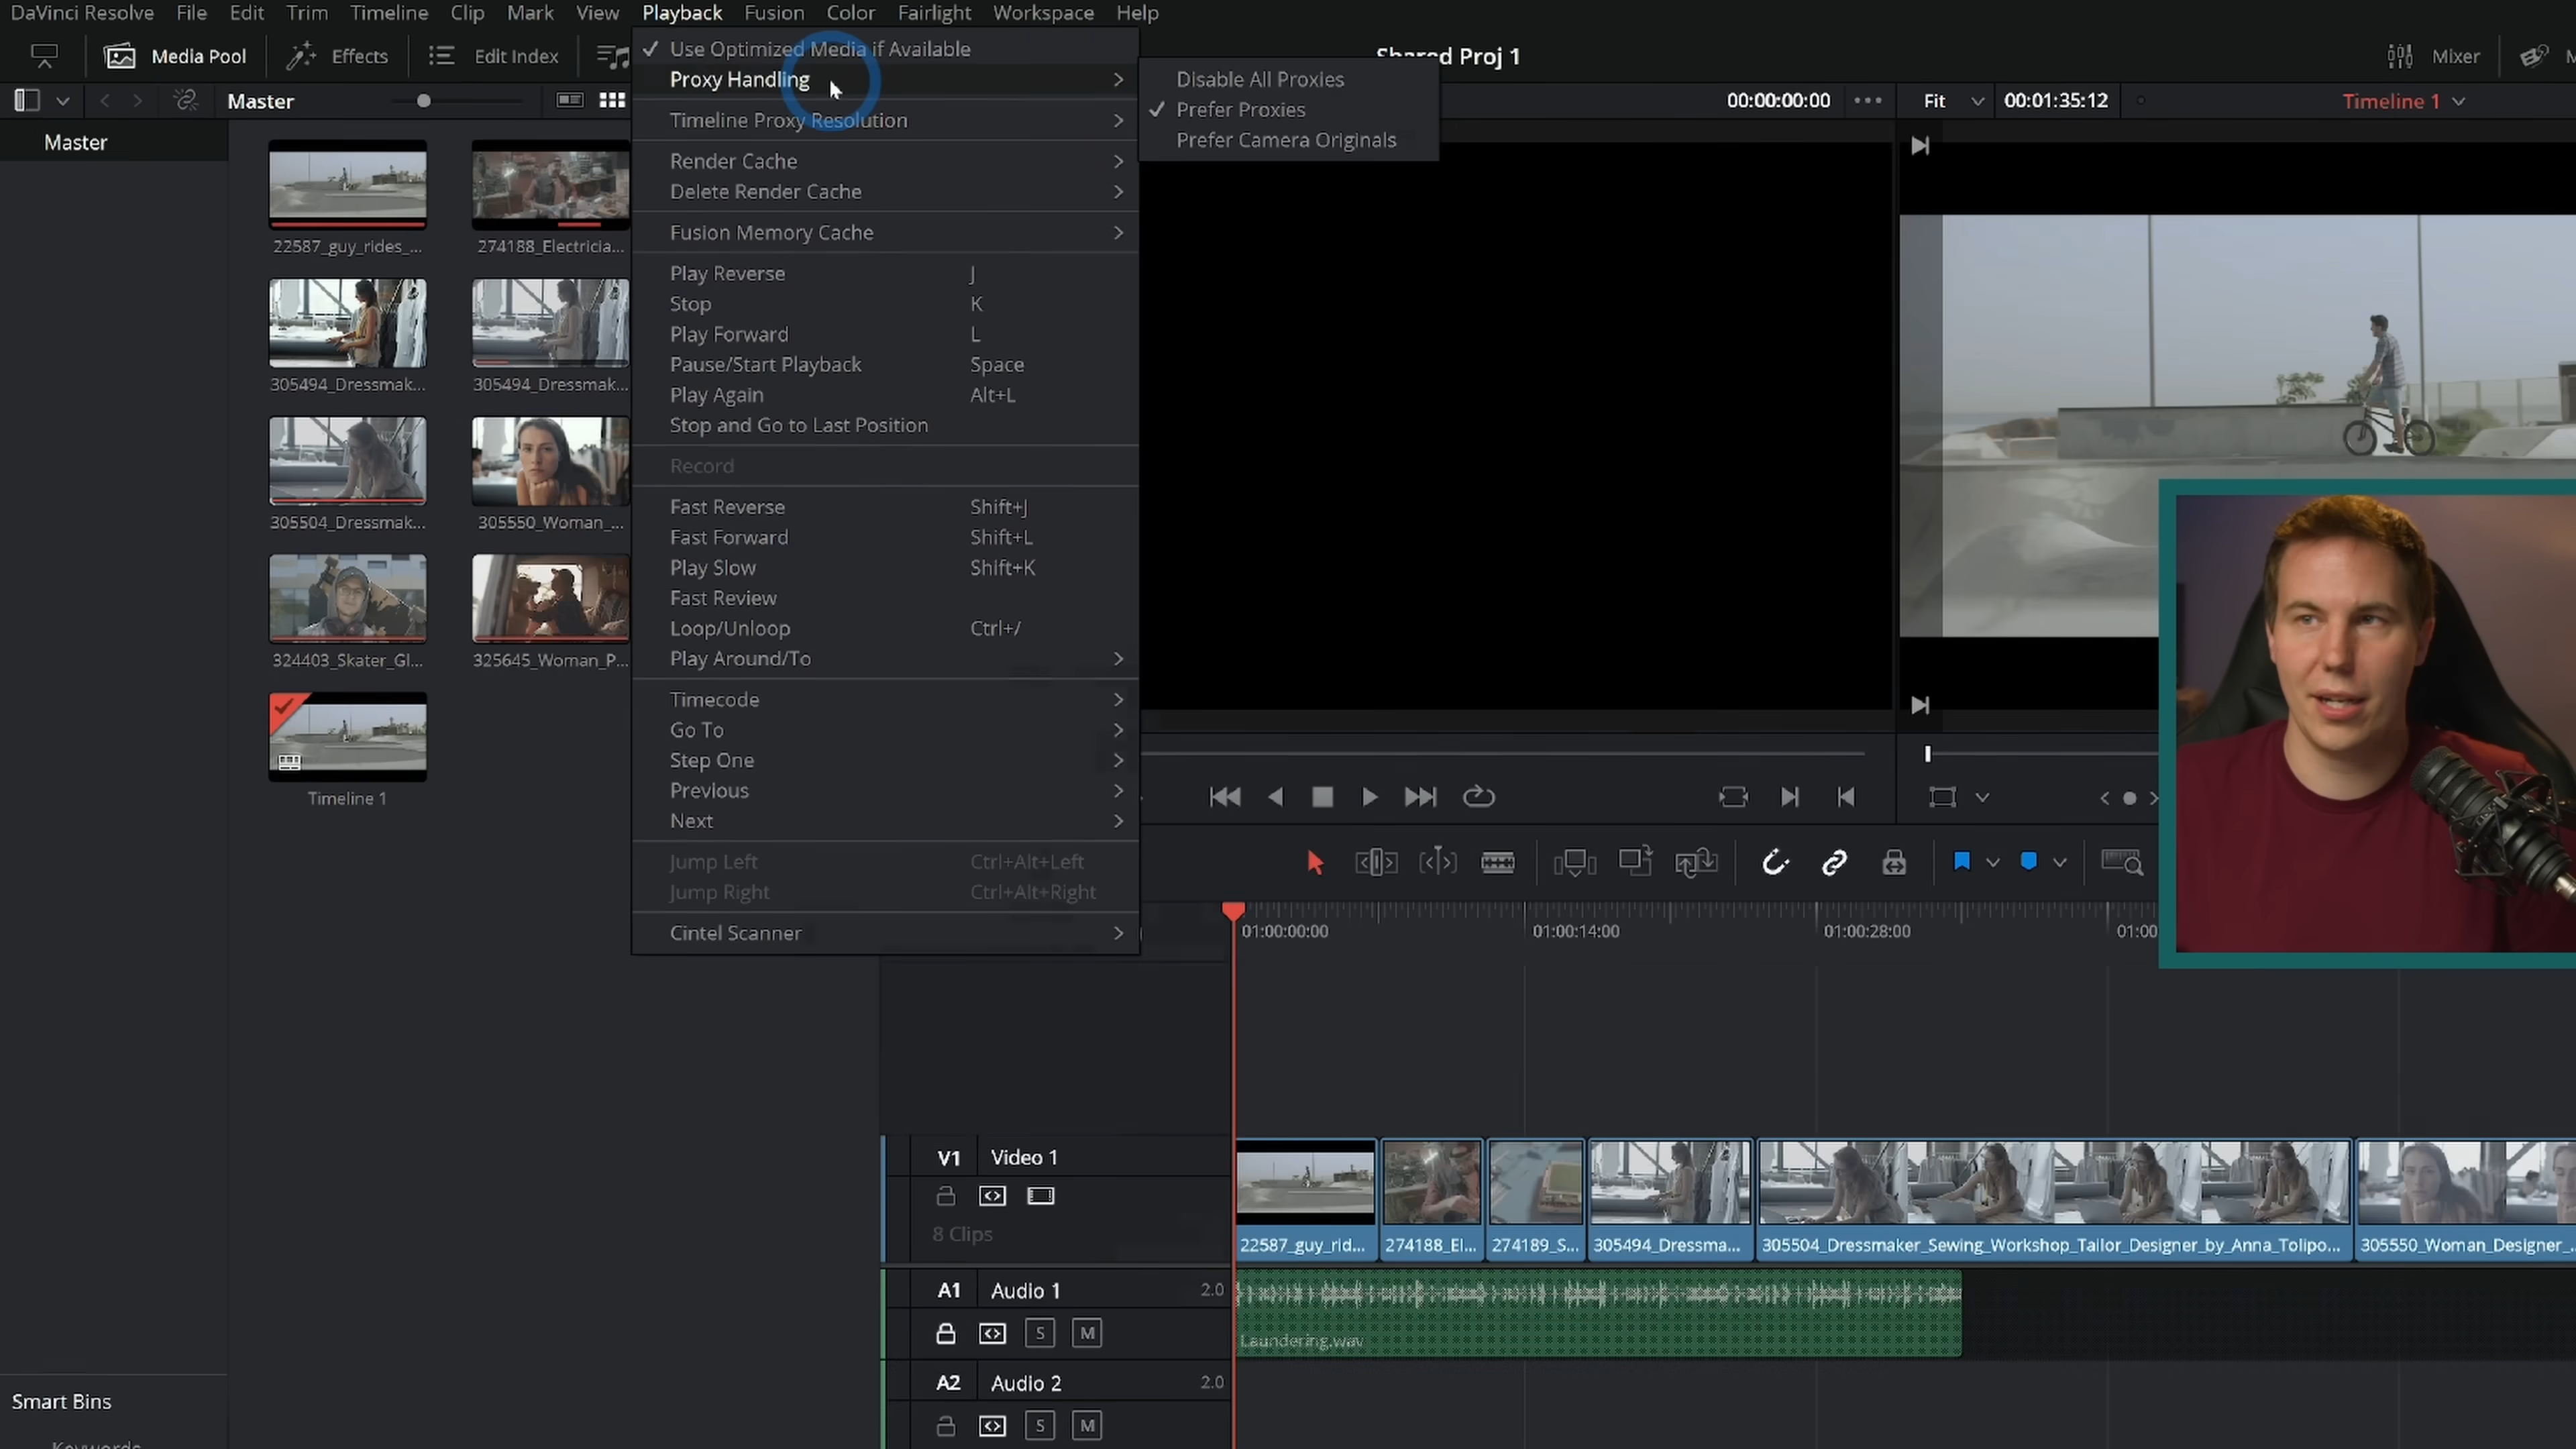 DaVinci Resolve File Edit Trim Timeline Clip Mark View Playback Fusion Color Fairlight Workspace Help
Media Pool Effects Edit Index
Shared Proj 1
Mixer
Master
00:00:00:00
Fit
00:01:35:12
Timeline 1
Master
22587_guy_rides_...
274188_Electricia...
305494_Dressmak...
305494_Dressmak...
305504_Dressmak...
305550_Woman_...
324403_Skater_Gl...
325645_Woman_P...
Timeline 1
Smart Bins
Keywords
Use Optimized Media if Available
Proxy Handling
Timeline Proxy Resolution
Render Cache
Delete Render Cache
Fusion Memory Cache
Play Reverse J
Stop K
Play Forward L
Pause/Start Playback Space
Play Again Alt+L
Stop and Go to Last Position
Record
Fast Reverse Shift+J
Fast Forward Shift+L
Play Slow Shift+K
Fast Review
Loop/Unloop Ctrl+/
Play Around/To
Timecode
Go To
Step One
Previous
Next
Jump Left Ctrl+Alt+Left
Jump Right Ctrl+Alt+Right
Cintel Scanner
Disable All Proxies
Prefer Proxies
Prefer Camera Originals
01:00:00:00
01:00:14:00
01:00:28:00
01:00
V1 Video 1
8 Clips
22587_guy_rid...
274188_El...
274189_S...
305494_Dressma...
305504_Dressmaker_Sewing_Workshop_Tailor_Designer_by_Anna_Tolipo...
305550_Woman_Designer_...
A1 Audio 1 2.0
S M
Laundering.wav
A2 Audio 2 2.0
S M